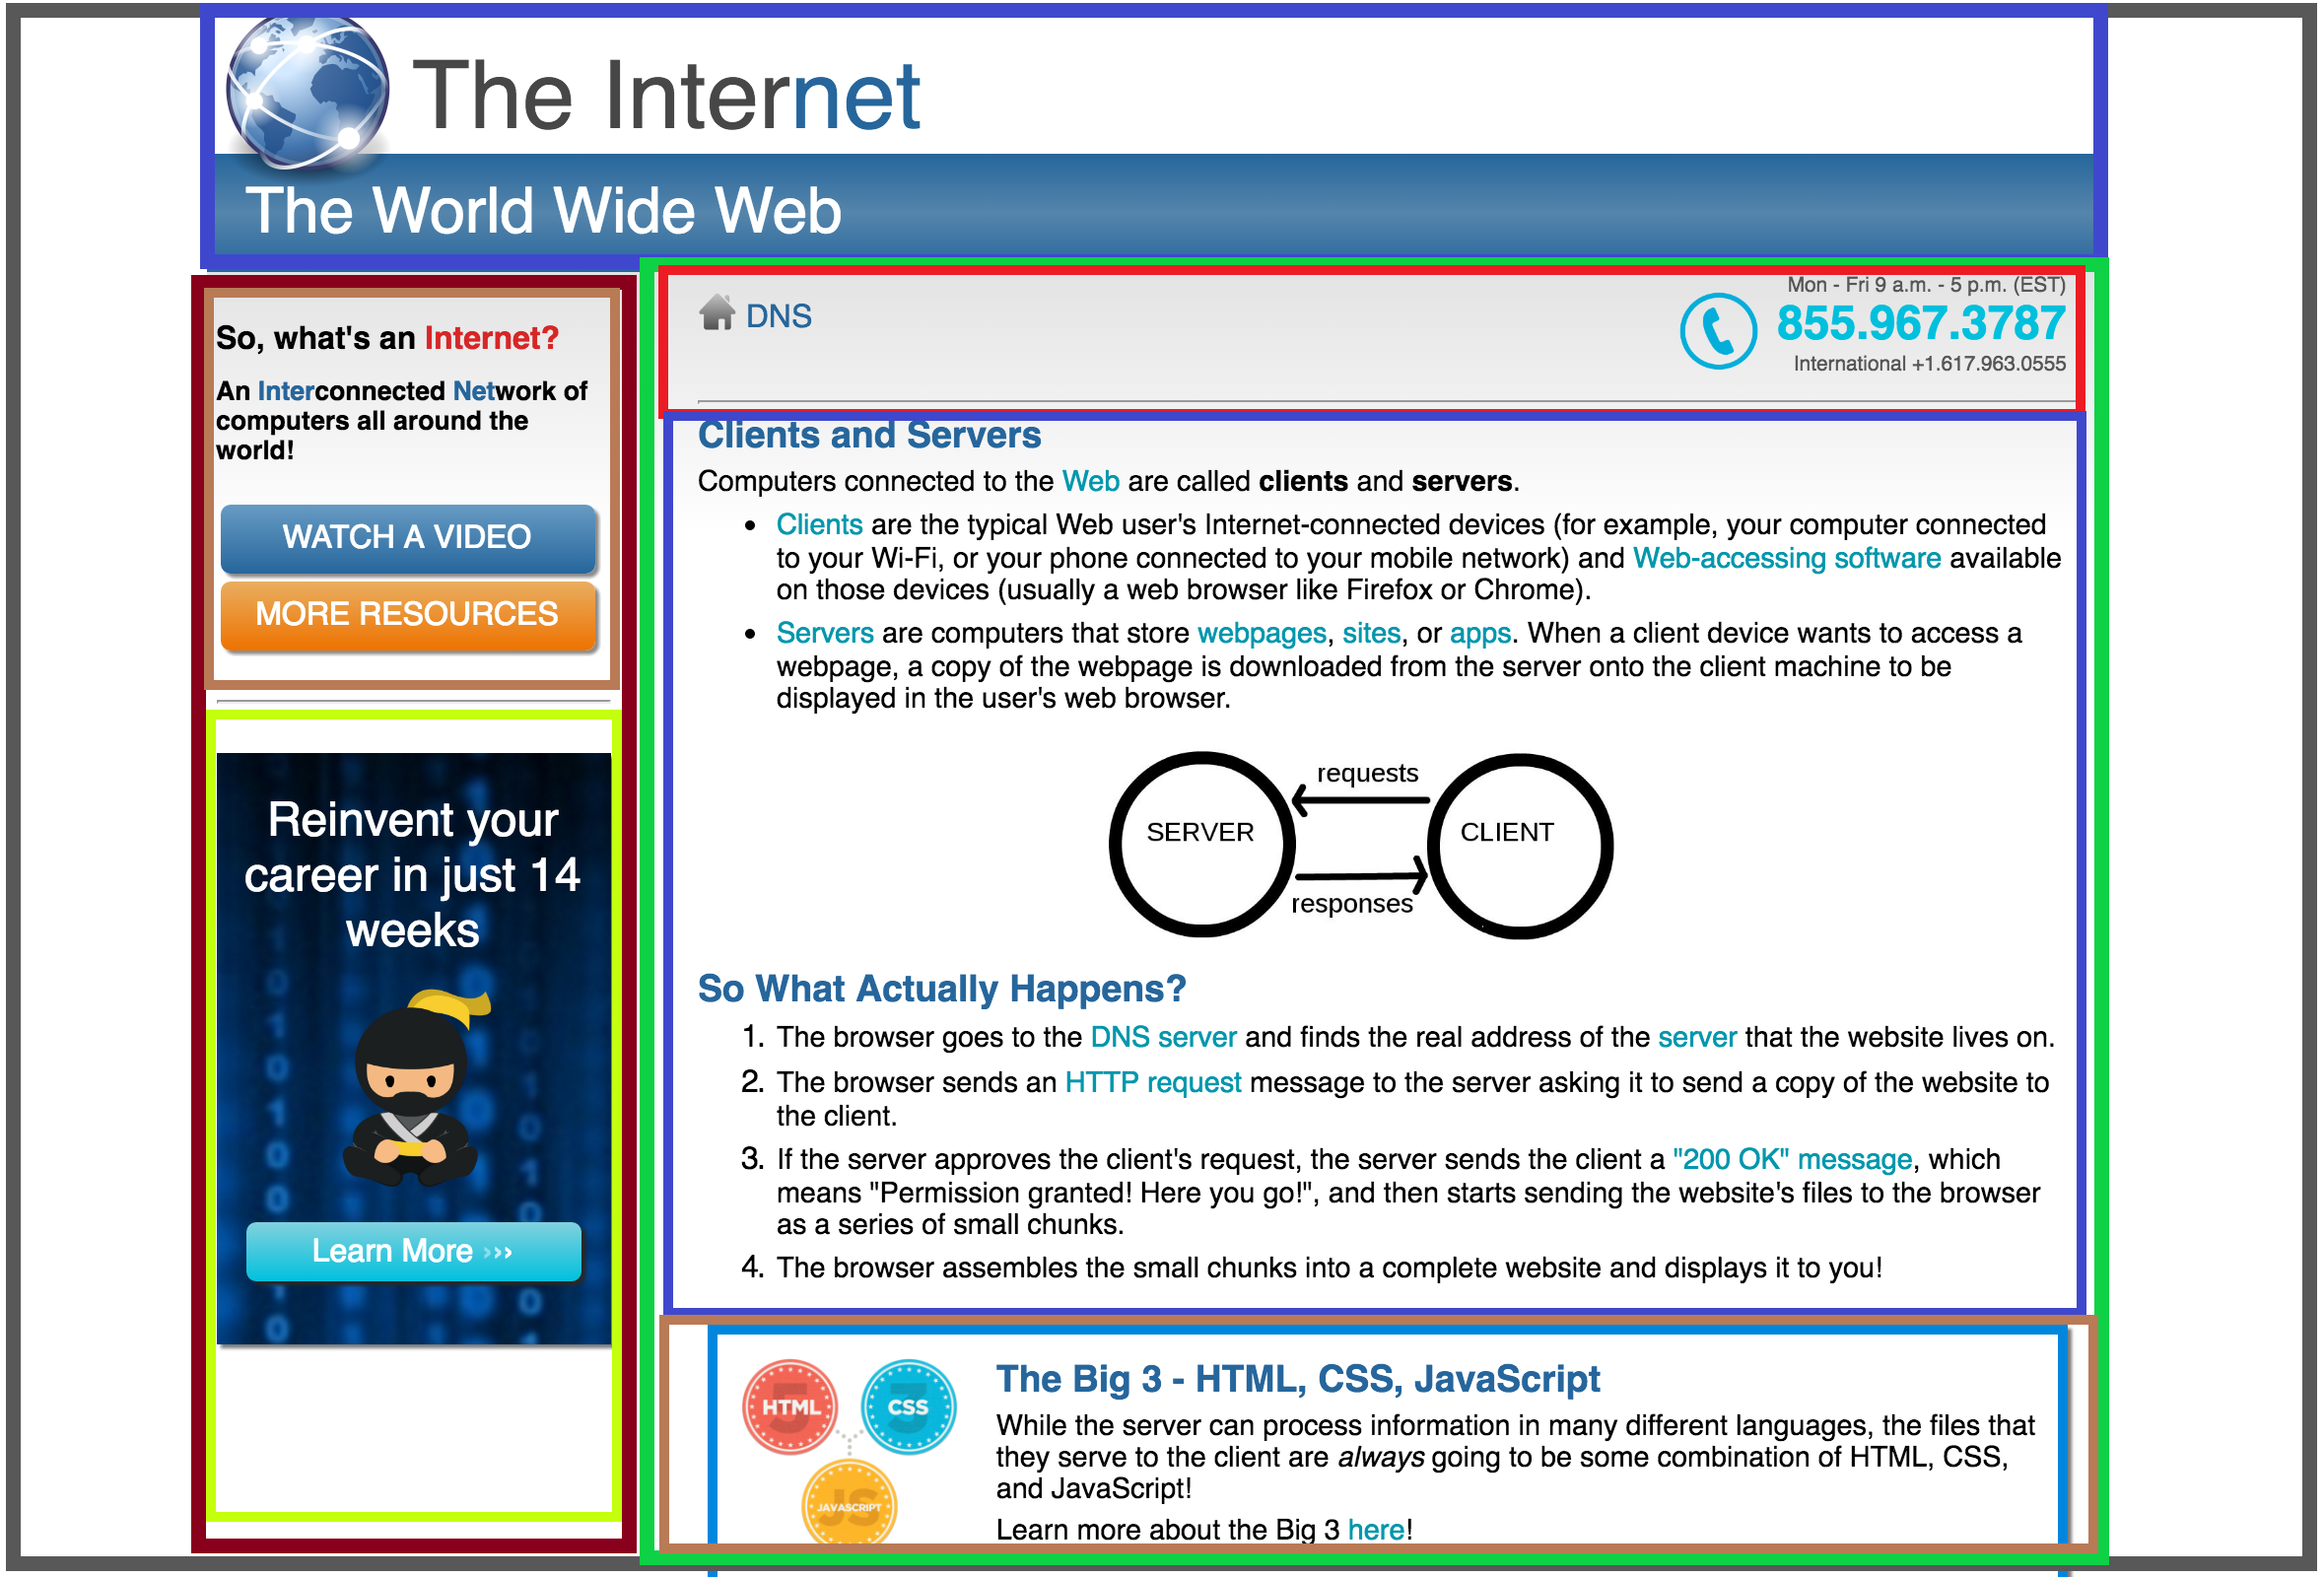 The Internet
The World Wide Web
So, what's an Internet?
An Interconnected Network of
computers all around the
world!
WATCH A VIDEO
MORE RESOURCES
Reinvent your
career in just 14
weeks
Learn More ›››
DNS
Mon - Fri 9 a.m. - 5 p.m. (EST)
855.967.3787
International +1.617.963.0555
Clients and Servers
Computers connected to the Web are called clients and servers.
• Clients are the typical Web user's Internet-connected devices (for example, your computer connected
to your Wi-Fi, or your phone connected to your mobile network) and Web-accessing software available
on those devices (usually a web browser like Firefox or Chrome).
• Servers are computers that store webpages, sites, or apps. When a client device wants to access a
webpage, a copy of the webpage is downloaded from the server onto the client machine to be
displayed in the user's web browser.
requests
SERVER
CLIENT
responses
So What Actually Happens?
1. The browser goes to the DNS server and finds the real address of the server that the website lives on.
2. The browser sends an HTTP request message to the server asking it to send a copy of the website to
the client.
3. If the server approves the client's request, the server sends the client a "200 OK" message, which
means "Permission granted! Here you go!", and then starts sending the website's files to the browser
as a series of small chunks.
4. The browser assembles the small chunks into a complete website and displays it to you!
5 HTML
3 CSS
JS JAVASCRIPT
The Big 3 - HTML, CSS, JavaScript
While the server can process information in many different languages, the files that
they serve to the client are always going to be some combination of HTML, CSS,
and JavaScript!
Learn more about the Big 3 here!